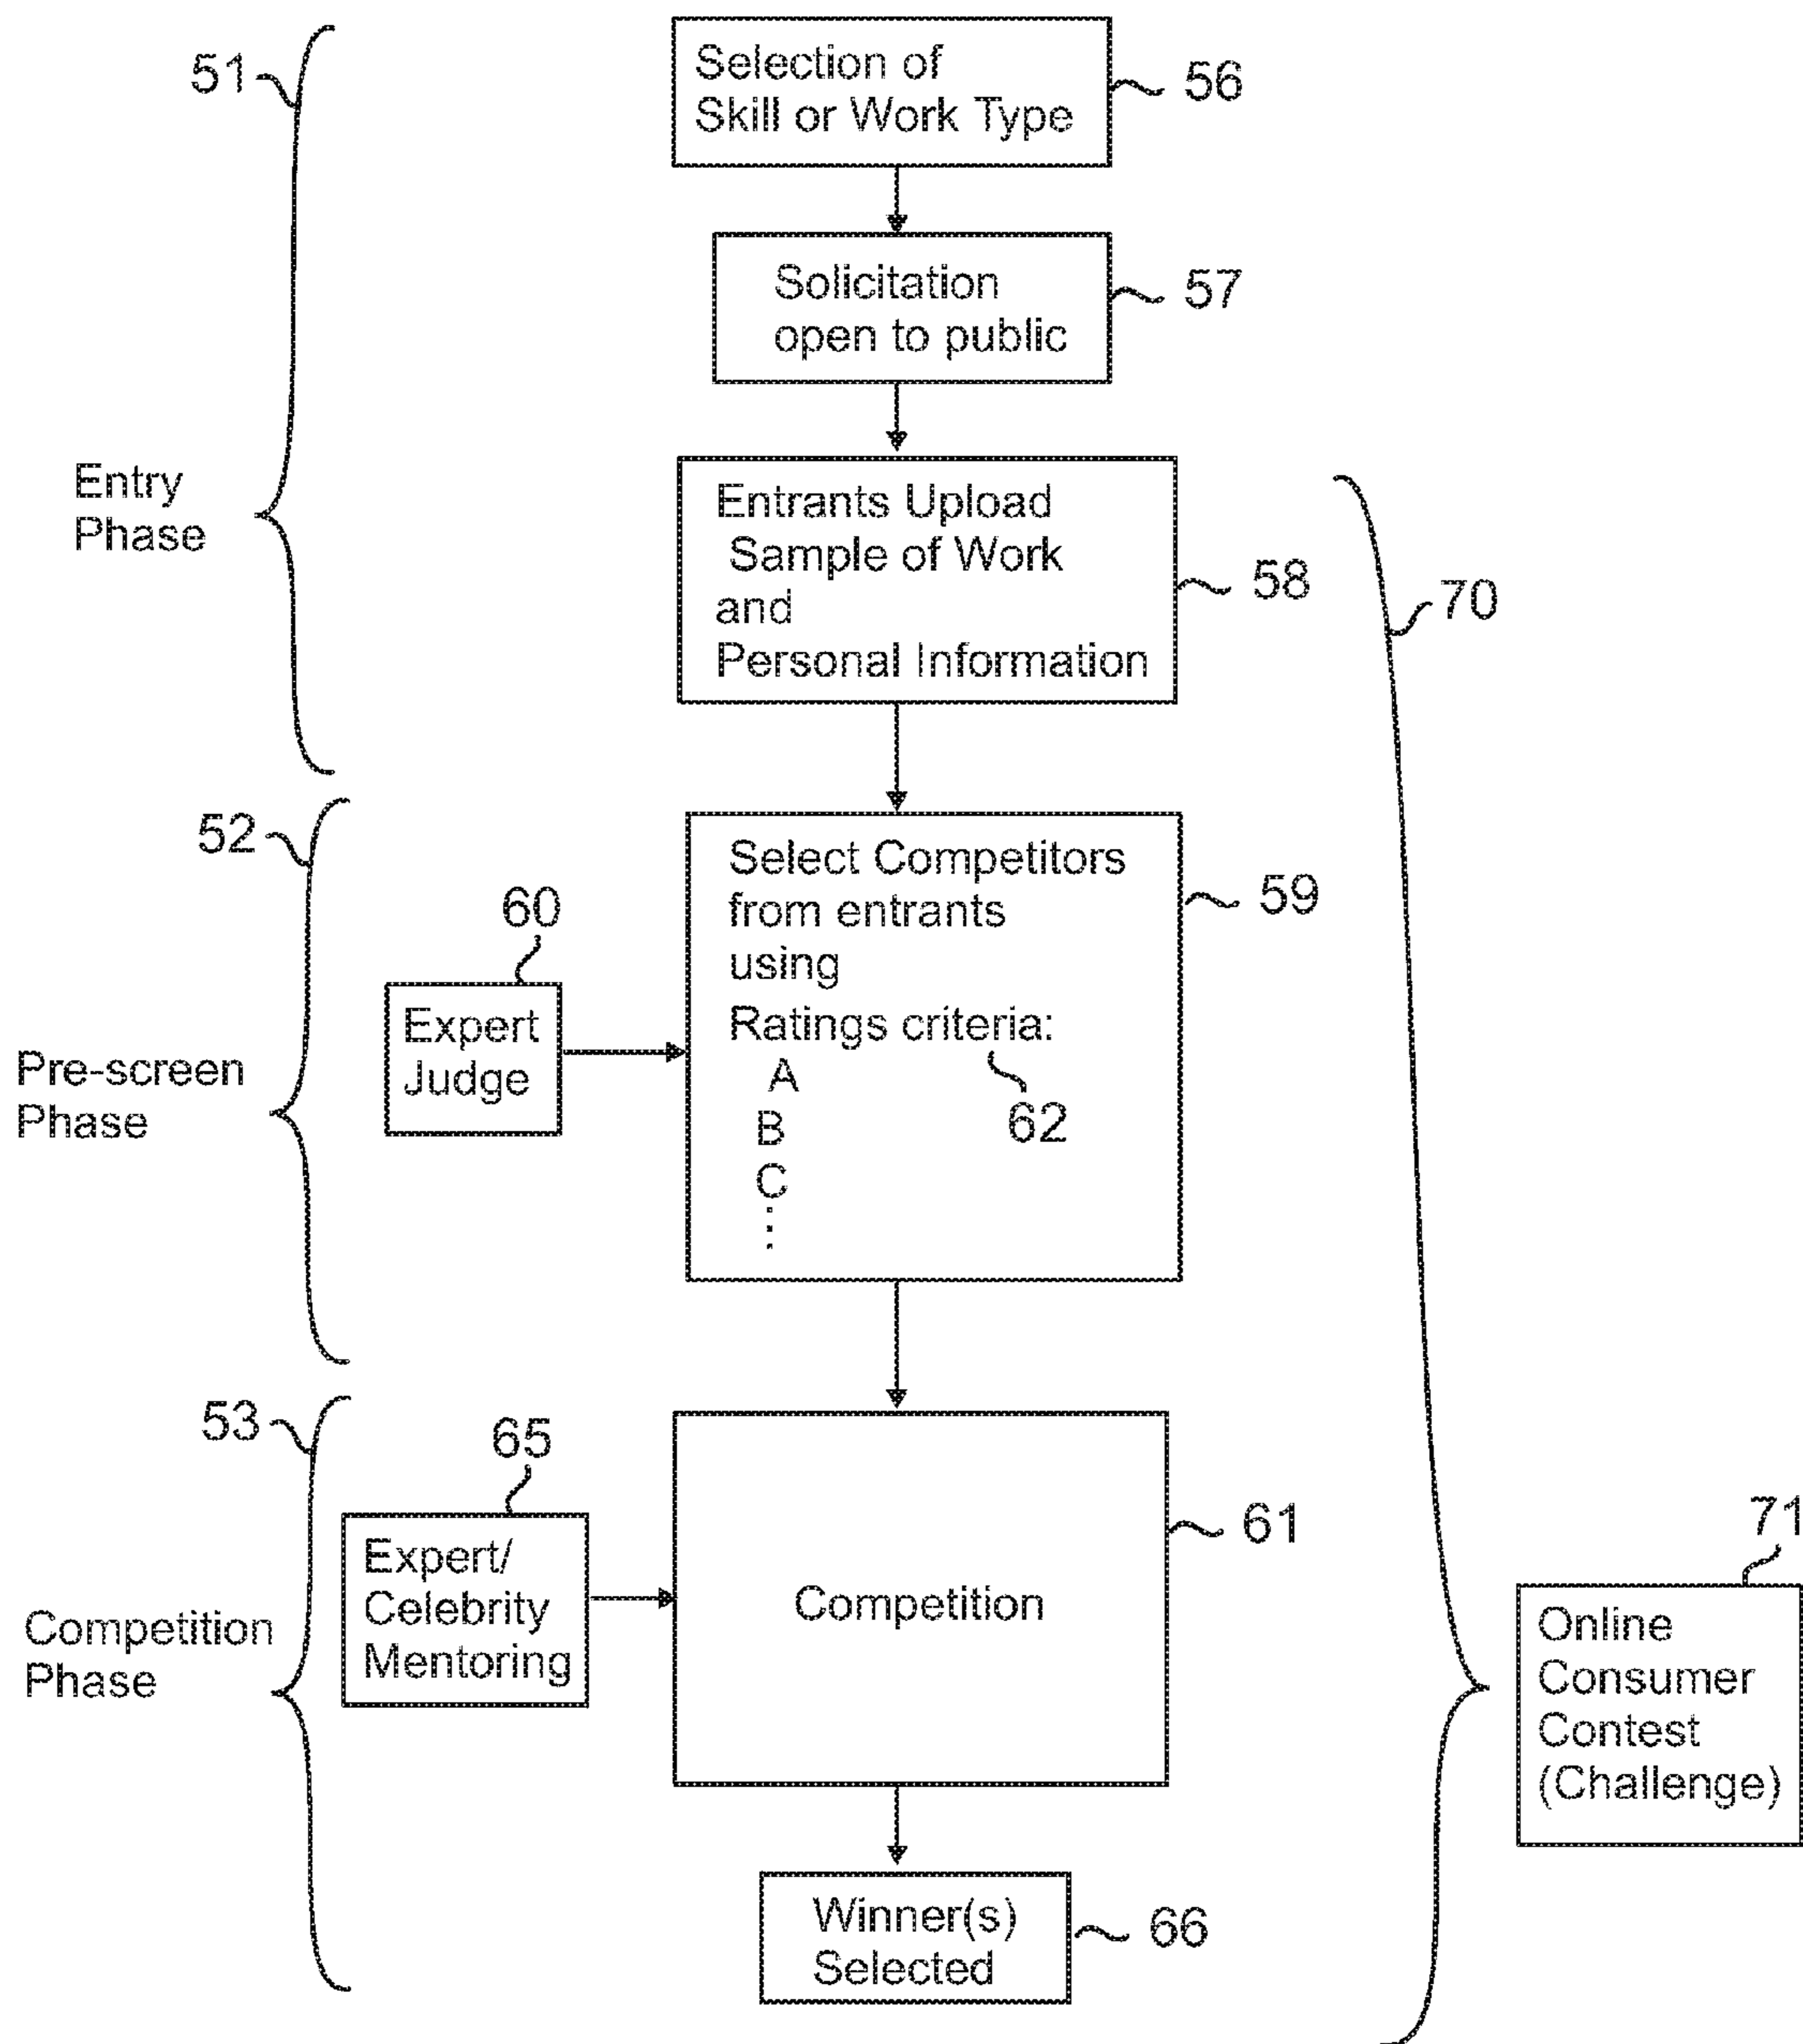 51
Selection of
Skill or Work Type
56
Solicitation
open to public
57
Entry
Phase
Entrants Upload
Sample of Work
and
Personal Information
58
70
52
Select Competitors
from entrants
using
Ratings criteria:
A
B
C
⋮
59
60
Expert
Judge
62
Pre-screen
Phase
53
65
Expert/
Celebrity
Mentoring
Competition
61
Competition
Phase
71
Online
Consumer
Contest
(Challenge)
Winner(s)
Selected
66